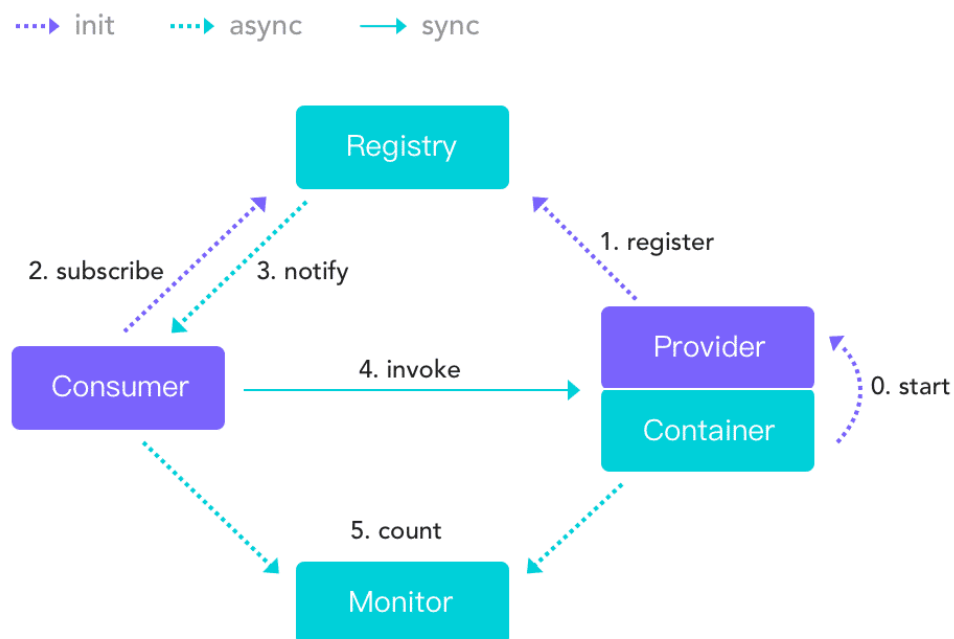 init
async
sync
Registry
1. register
2. subscribe
3. notify
Provider
4. invoke
Consumer
0. start
Container
5. count
Monitor